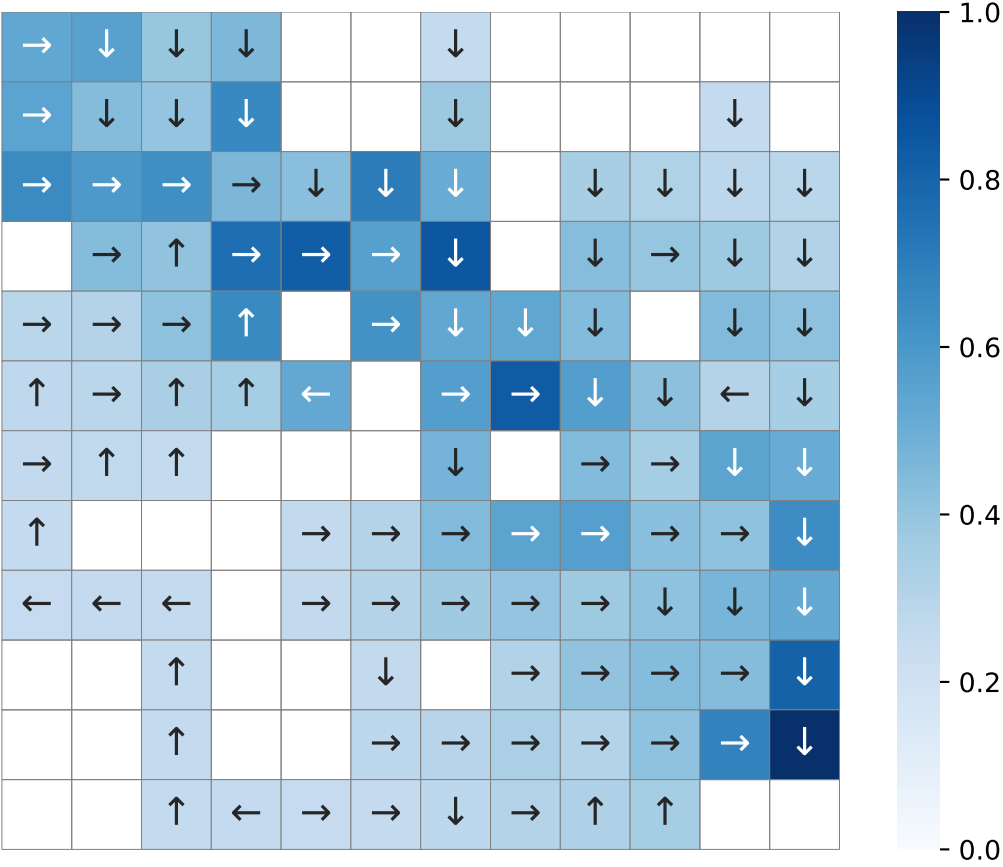 → ↓ ↓ ↓ ↓ 1.0
→ ↓ ↓ ↓ ↓ ↓
→ → → → ↓ ↓ ↓ ↓ ↓ ↓ ↓ 0.8
→ ↑ → → → ↓ ↓ → ↓ ↓
→ → → ↑ → ↓ ↓ ↓ ↓ ↓ 0.6
↑ → ↑ ↑ ← → → ↓ ↓ ← ↓
→ ↑ ↑ ↓ → → ↓ ↓
↑ → → → → → → → ↓ 0.4
← ← ← → → → → → ↓ ↓ ↓
↑ ↓ → → → → ↓ 0.2
↑ → → → → → → ↓
↑ ← → → ↓ → ↑ ↑ 0.0